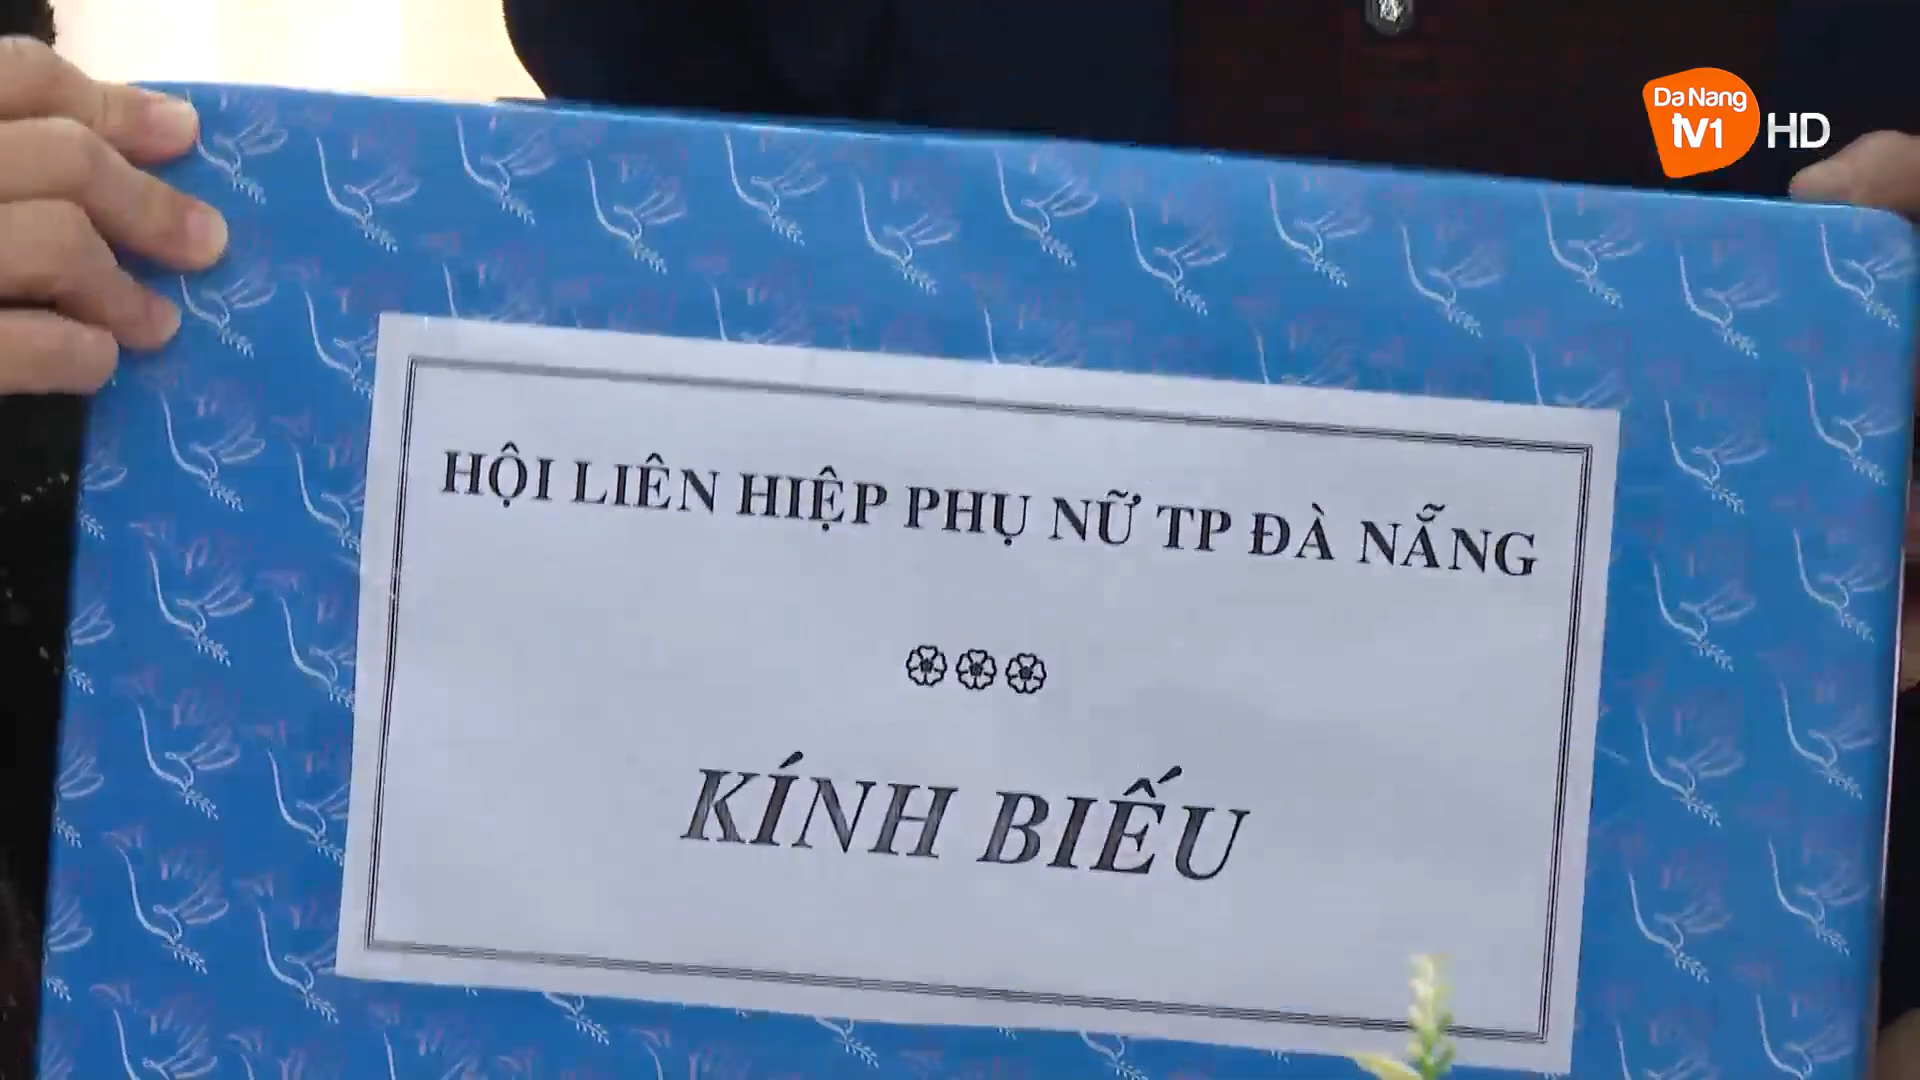 Da Nang
tv1 HD
HỘI LIÊN HIỆP PHỤ NỮ TP ĐÀ NẴNG
KÍNH BIẾU